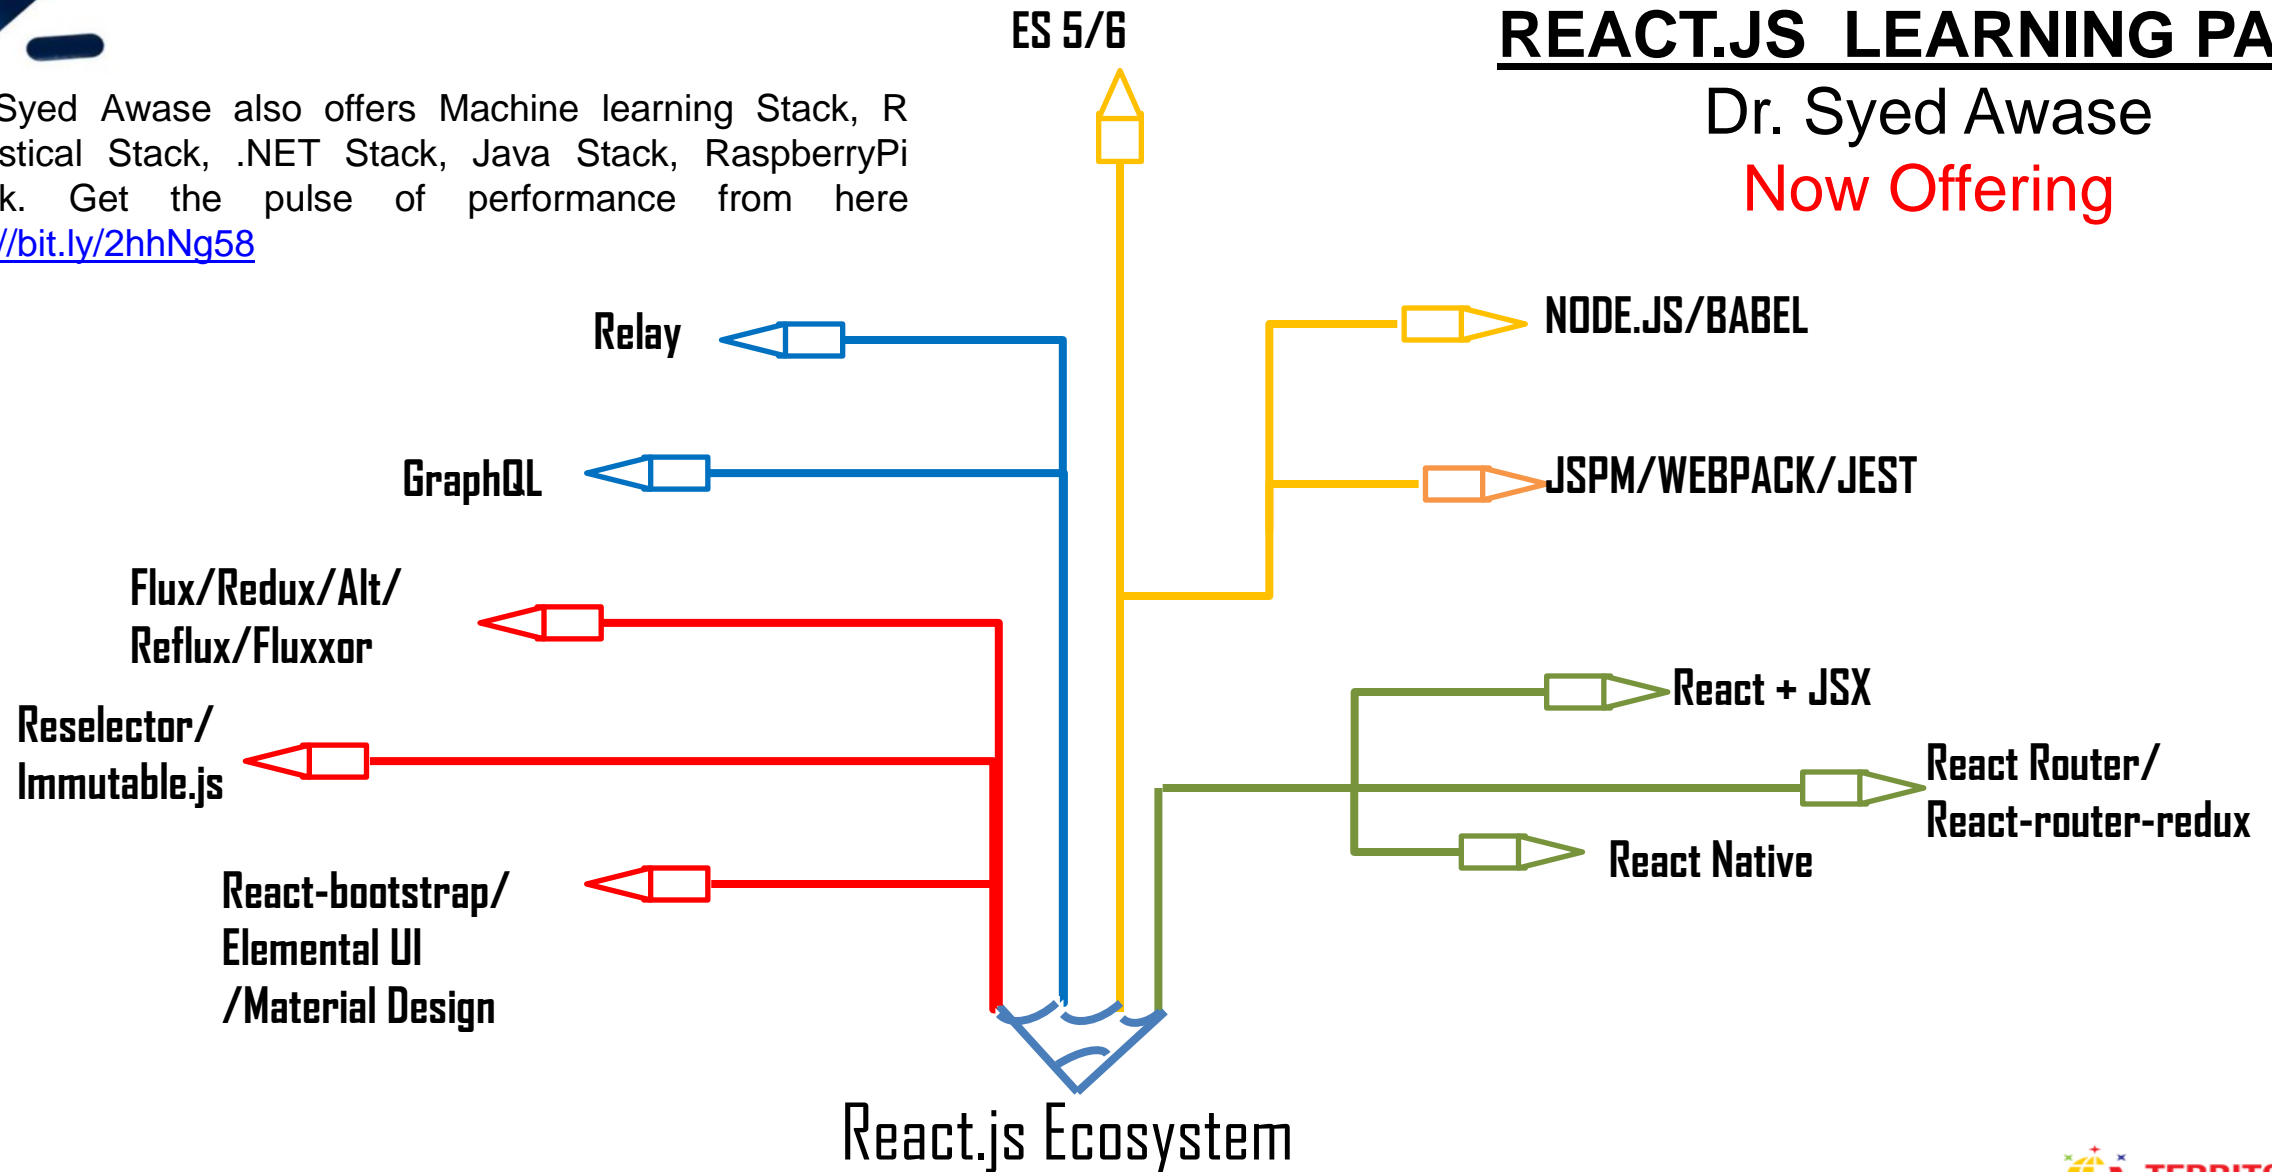 ES 5/6
REACT.JS LEARNING PA
Dr. Syed Awase
Now Offering
Syed Awase also offers Machine learning Stack, R
stical Stack, .NET Stack, Java Stack, RaspberryPi
k. Get the pulse of performance from here
//bit.ly/2hhNg58
Relay
NODE.JS/BABEL
GraphQL
JSPM/WEBPACK/JEST
Flux/Redux/Alt/
Reflux/Fluxxor
React + JSX
Reselector/
Immutable.js
React Router/
React-router-redux
React Native
React-bootstrap/
Elemental UI
/Material Design
React.js Ecosystem